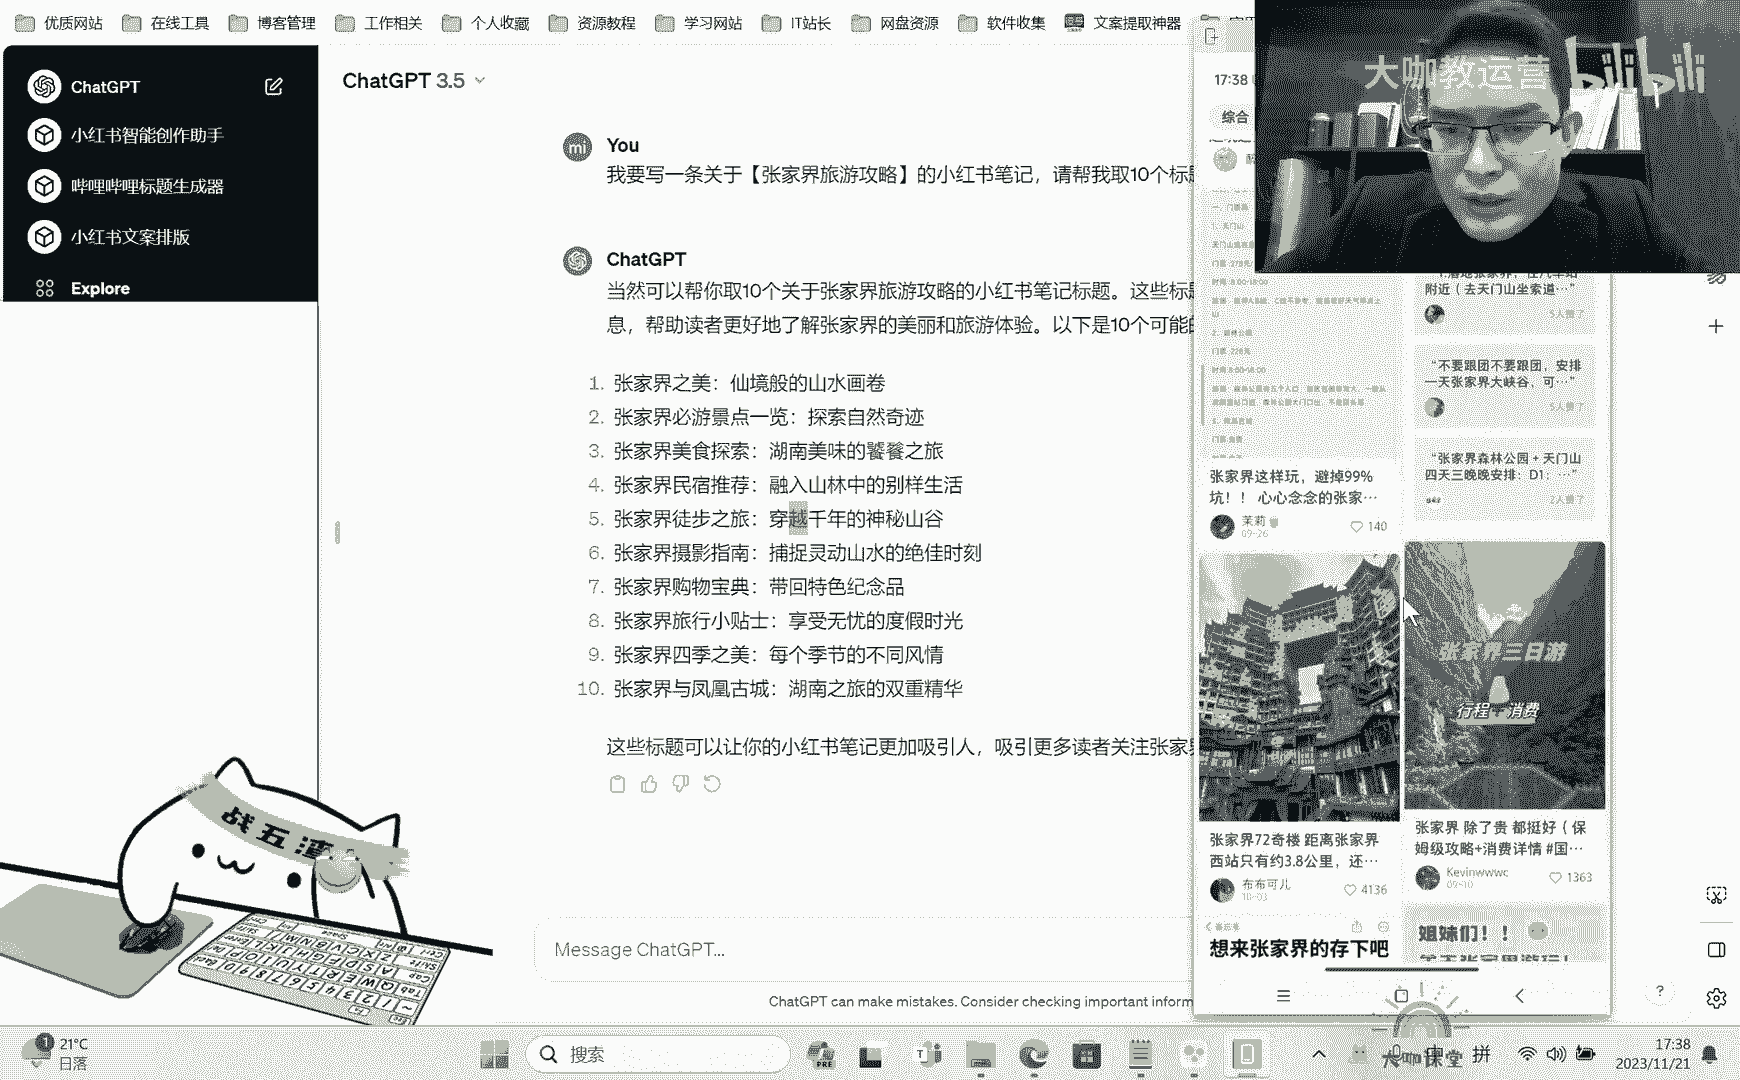 优质网站
在线工具
博客管理
工作相关
个人收藏
资源教程
学习网站
IT站长
网盘资源
软件收集
文案提取神器
大咖教运营
bilibili
ChatGPT
小红书智能创作助手
哔哩哔哩标题生成器
小红书文案排版
Explore
ChatGPT 3.5
You
我要写一条关于【张家界旅游攻略】的小红书笔记，请帮我取10个标题
ChatGPT
当然可以帮你取10个关于张家界旅游攻略的小红书笔记标题。这些标题
息，帮助读者更好地了解张家界的美丽和旅游体验。以下是10个可能的
1. 张家界之美：仙境般的山水画卷
2. 张家界必游景点一览：探索自然奇迹
3. 张家界美食探索：湖南美味的饕餮之旅
4. 张家界民宿推荐：融入山林中的别样生活
5. 张家界徒步之旅：穿越千年的神秘山谷
6. 张家界摄影指南：捕捉灵动山水的绝佳时刻
7. 张家界购物宝典：带回特色纪念品
8. 张家界旅行小贴士：享受无忧的度假时光
9. 张家界四季之美：每个季节的不同风情
10. 张家界与凤凰古城：湖南之旅的双重精华
这些标题可以让你的小红书笔记更加吸引人，吸引更多读者关注张家界
Message ChatGPT...
ChatGPT can make mistakes. Consider checking important inform
17:38
综合
附近（去天门山坐索道…”
5人赞了
“不要跟团不要跟团，安排
一天张家界大峡谷，可…”
5人赞了
“张家界森林公园+天门山
四天三晚晚安排：D1：…”
2人赞了
张家界这样玩，避掉99%
坑！！ 心心念念的张家…
茉莉
09-26
140
张家界三日游
行程+消费
张家界72奇楼 距离张家界
西站只有约3.8公里，还…
布布可儿
10-03
4136
张家界 除了贵 都挺好（保
姆级攻略+消费详情 #国…
Kevinwwwc
1363
想来张家界的存下吧
姐妹们！！
战五渣
21°C
日落
搜索
拼
17:38
2023/11/21